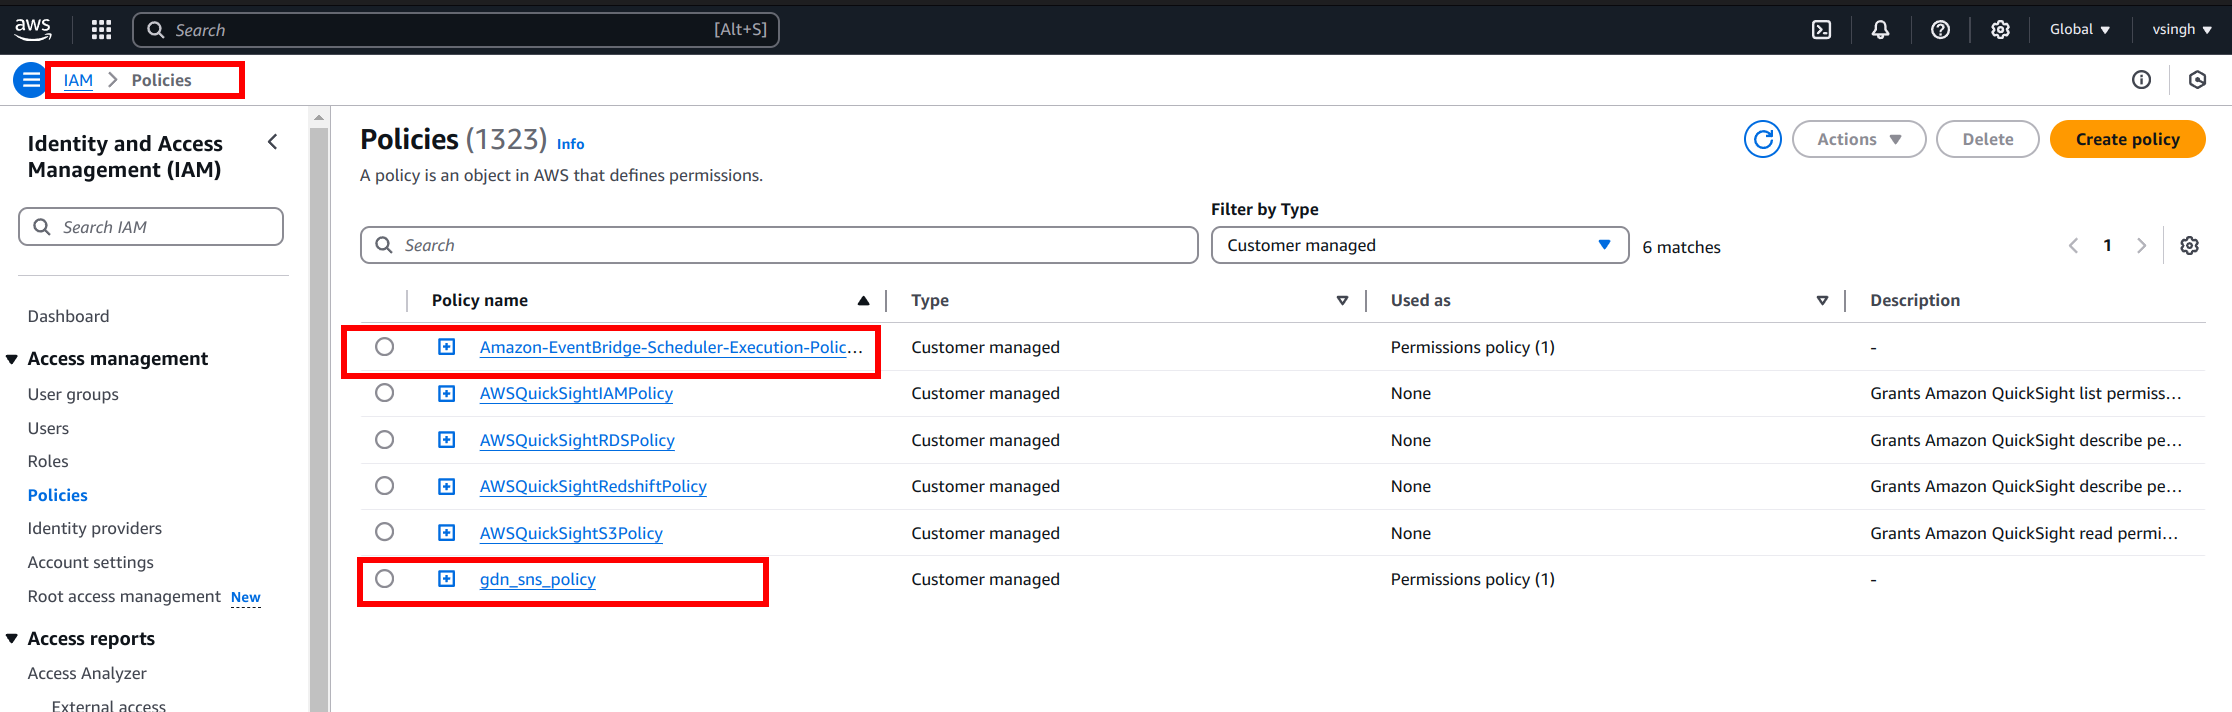 aws
Search [Alt+S]
Global
vsingh
IAM
Policies
Identity and Access
Management (IAM)
Search IAM
Dashboard
Access management
User groups
Users
Roles
Policies
Identity providers
Account settings
Root access management New
Access reports
Access Analyzer
External access
Policies (1323) Info
A policy is an object in AWS that defines permissions.
Actions
Delete
Create policy
Filter by Type
Search
Customer managed
6 matches
1
Policy name Type Used as Description
Amazon-EventBridge-Scheduler-Execution-Polic... Customer managed Permissions policy (1) -
AWSQuickSightIAMPolicy Customer managed None Grants Amazon QuickSight list permiss...
AWSQuickSightRDSPolicy Customer managed None Grants Amazon QuickSight describe pe...
AWSQuickSightRedshiftPolicy Customer managed None Grants Amazon QuickSight describe pe...
AWSQuickSightS3Policy Customer managed None Grants Amazon QuickSight read permi...
gdn_sns_policy Customer managed Permissions policy (1) -